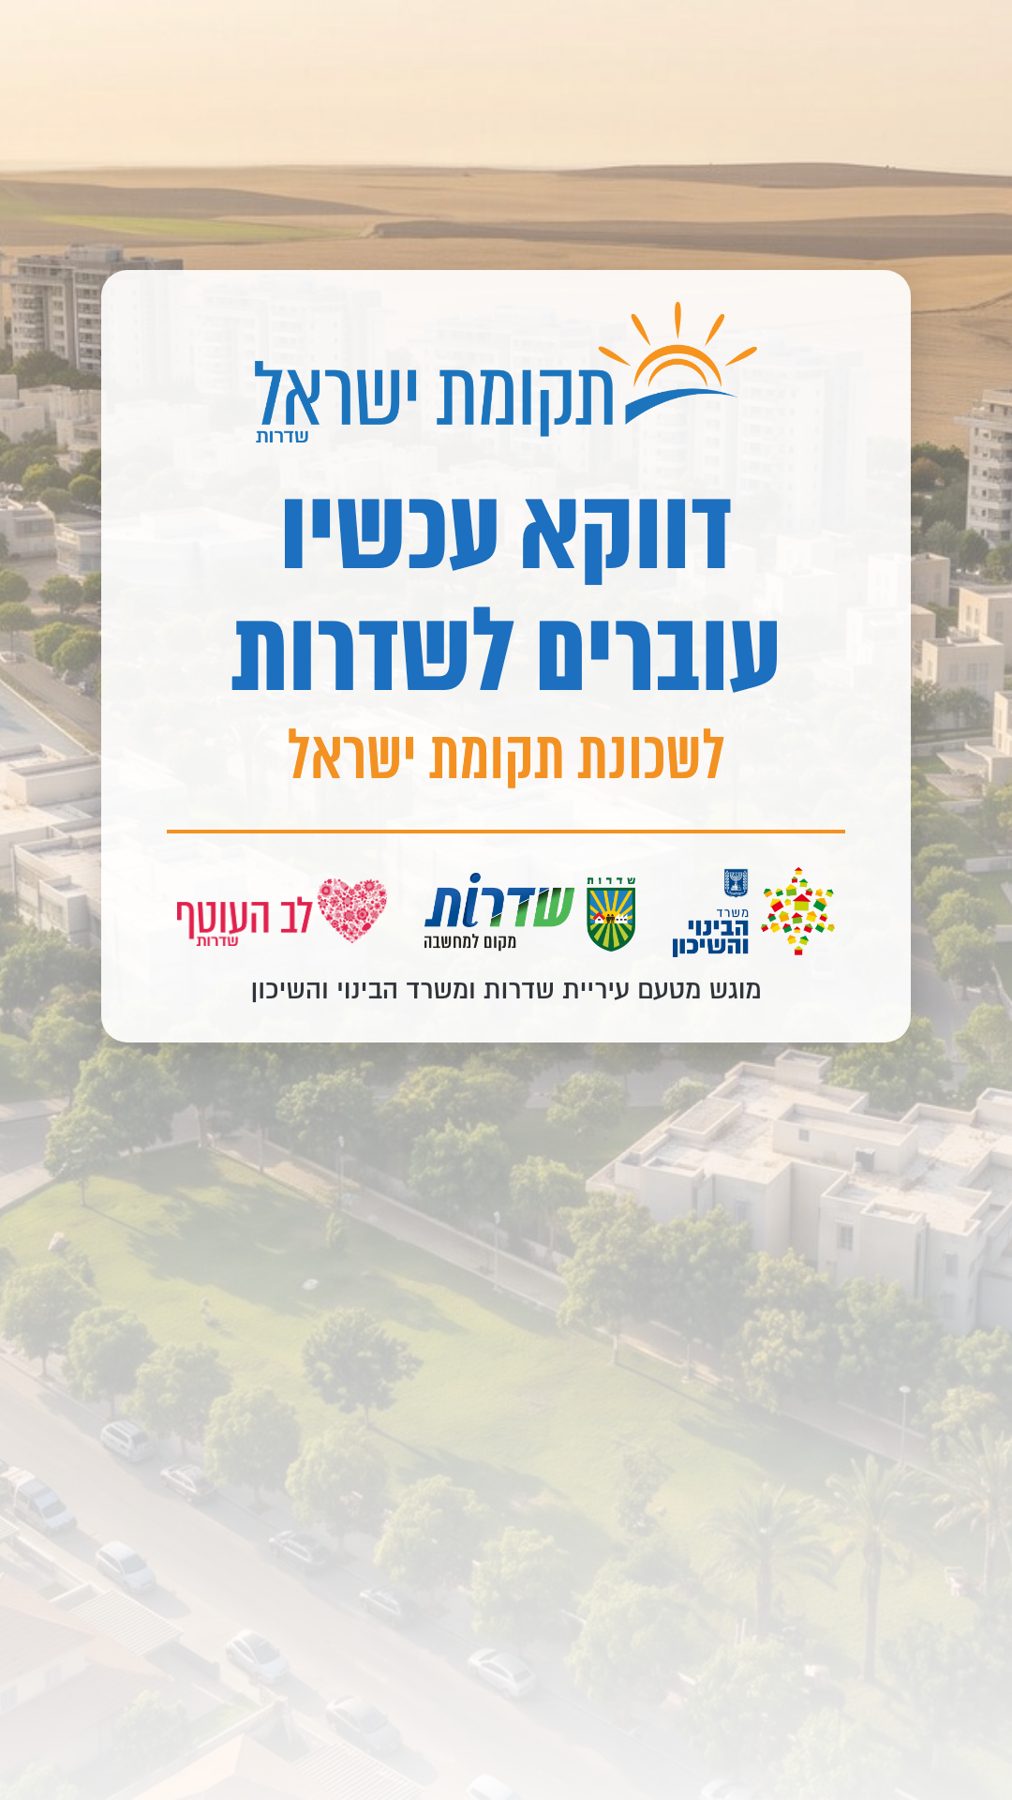 תקומת ישראל
שדרות
דווקא עכשיו
עוברים לשדרות
לשכונת תקומת ישראל
משרד
הבינוי
והשיכון
שדרות
שדרות
מקום למחשבה
לב העוטף
שדרות
מוגש מטעם עיריית שדרות ומשרד הבינוי והשיכון